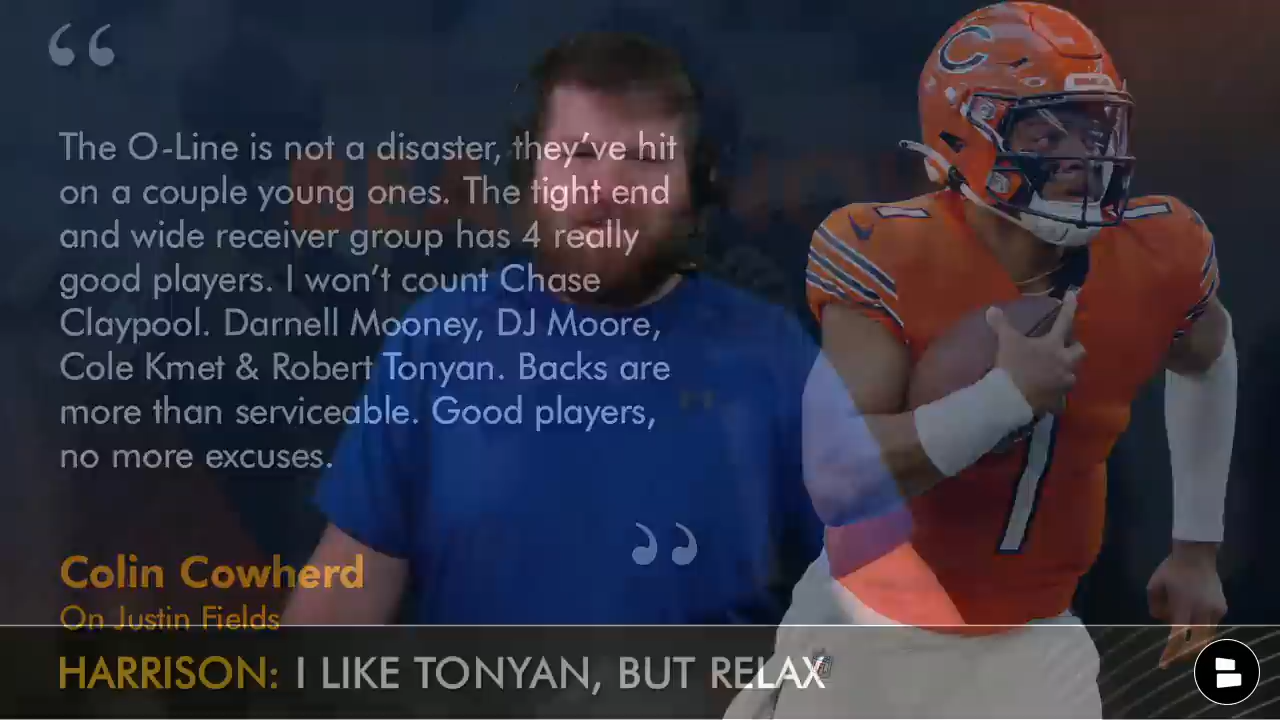 “
The O-Line is not a disaster, they’ve hit
on a couple young ones. The tight end
and wide receiver group has 4 really
good players. I won’t count Chase
Claypool. Darnell Mooney, DJ Moore,
Cole Kmet & Robert Tonyan. Backs are
more than serviceable. Good players,
no more excuses.
”
Colin Cowherd
On Justin Fields
HARRISON: I LIKE TONYAN, BUT RELAX